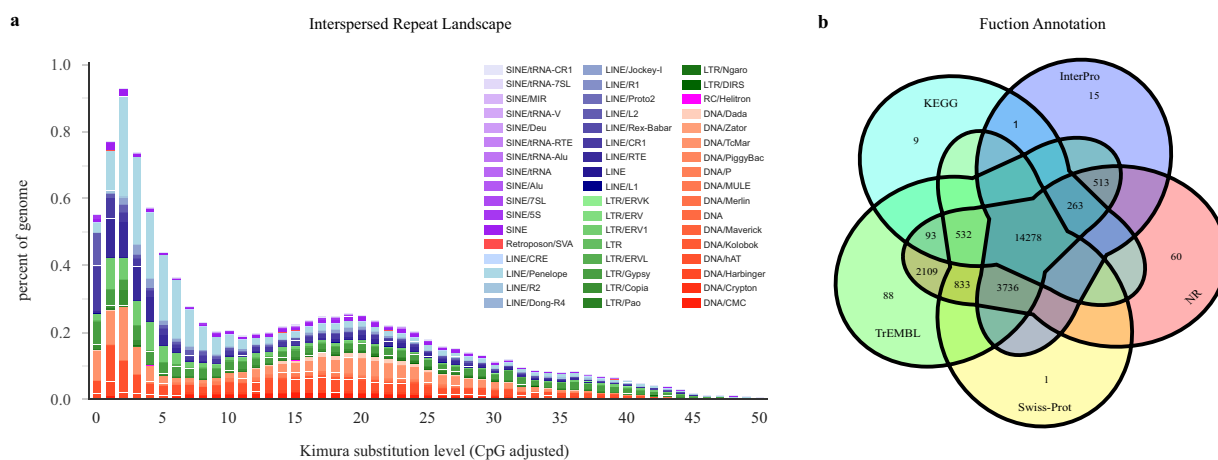 a
Interspersed Repeat Landscape
percent of genome
1.0
0.8
0.6
0.4
0.2
0.0
0
5
10
15
20
25
30
35
40
45
50
Kimura substitution level (CpG adjusted)
SINE/tRNA-CR1
SINE/tRNA-7SL
SINE/MIR
SINE/tRNA-V
SINE/Deu
SINE/tRNA-RTE
SINE/tRNA-Alu
SINE/tRNA
SINE/Alu
SINE/7SL
SINE/5S
SINE
Retroposon/SVA
LINE/CRE
LINE/Penelope
LINE/R2
LINE/Dong-R4
LINE/Jockey-I
LINE/R1
LINE/Proto2
LINE/L2
LINE/Rex-Babar
LINE/CR1
LINE/RTE
LINE
LINE/L1
LTR/ERVK
LTR/ERV
LTR/ERV1
LTR
LTR/ERVL
LTR/Gypsy
LTR/Copia
LTR/Pao
LTR/Ngaro
LTR/DIRS
RC/Helitron
DNA/Dada
DNA/Zator
DNA/TcMar
DNA/PiggyBac
DNA/P
DNA/MULE
DNA/Merlin
DNA
DNA/Maverick
DNA/Kolobok
DNA/hAT
DNA/Harbinger
DNA/Crypton
DNA/CMC
b
Fuction Annotation
InterPro
15
KEGG
9
1
513
263
93
532
14278
60
2109
833
3736
88
NR
TrEMBL
1
Swiss-Prot